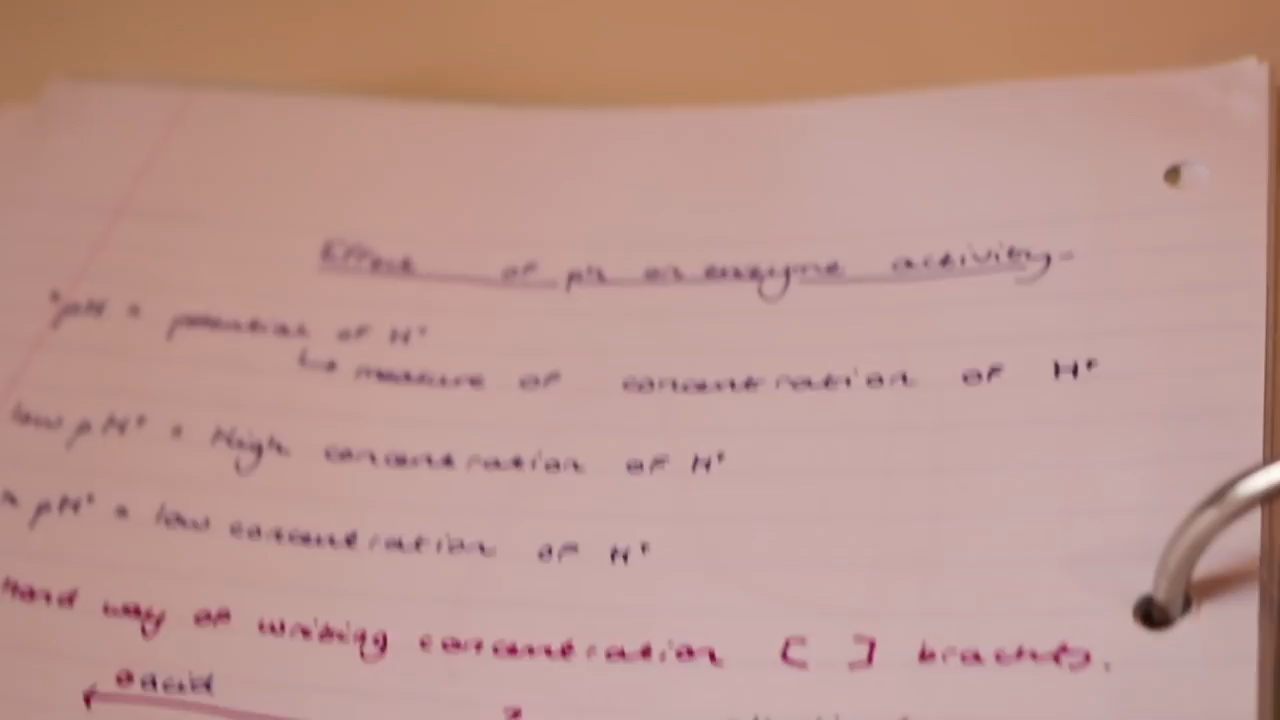 Effect of pH on enzyme activity-
"pH = potential of H⁺
↳ measure of concentration of H⁺
low pH⁺ = High concentration of H⁺
pH⁺ = low concentration of H⁺
Hand way of writing concentration [ ] brackets.
acid